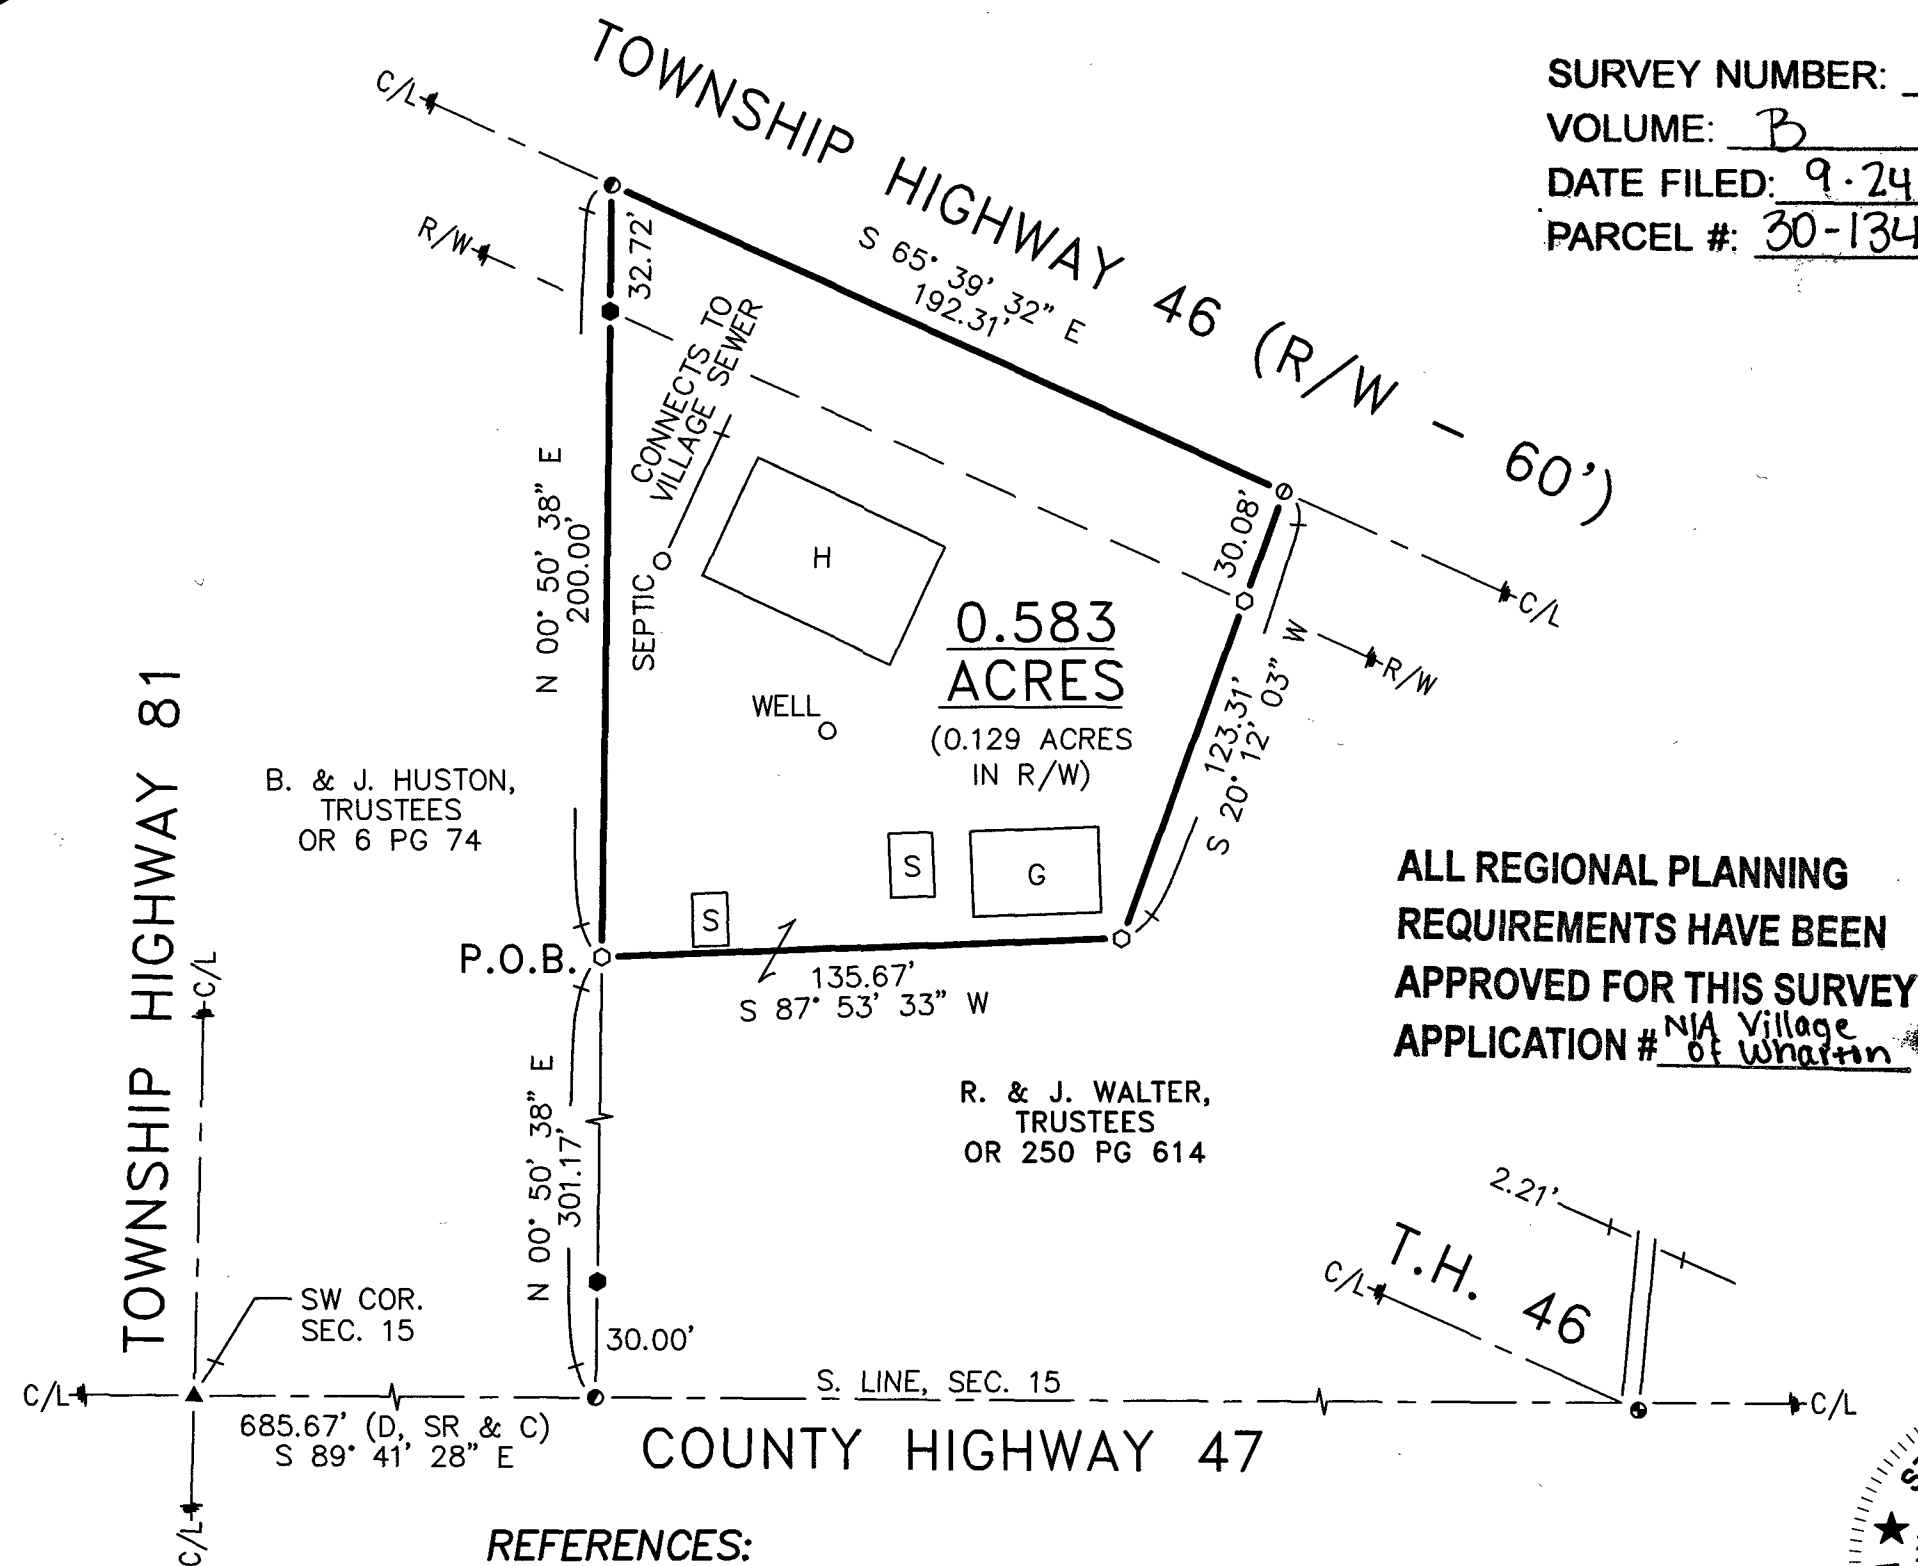 SURVEY NUMBER:
VOLUME: B
DATE FILED: 9.24
PARCEL #: 30-134
TOWNSHIP HIGHWAY 46 (R/W - 60')
C/L
R/W
32.72'
S 65° 39' 32" E
192.31'
CONNECTS TO
VILLAGE SEWER
N 00° 50' 38" E
200.00'
SEPTIC
H
30.08'
C/L
R/W
0.583
ACRES
(0.129 ACRES
IN R/W)
WELL
123.31'
S 20° 12' 03" W
B. & J. HUSTON,
TRUSTEES
OR 6 PG 74
TOWNSHIP HIGHWAY 81
C/L
S
S
G
P.O.B.
135.67'
S 87° 53' 33" W
ALL REGIONAL PLANNING
REQUIREMENTS HAVE BEEN
APPROVED FOR THIS SURVEY
APPLICATION # N/A Village
of Wharton
N 00° 50' 38" E
301.17'
R. & J. WALTER,
TRUSTEES
OR 250 PG 614
2.21'
T.H. 46
C/L
SW COR.
SEC. 15
30.00'
C/L
S. LINE, SEC. 15
C/L
685.67' (D, SR & C)
S 89° 41' 28" E
COUNTY HIGHWAY 47
C/L
REFERENCES: